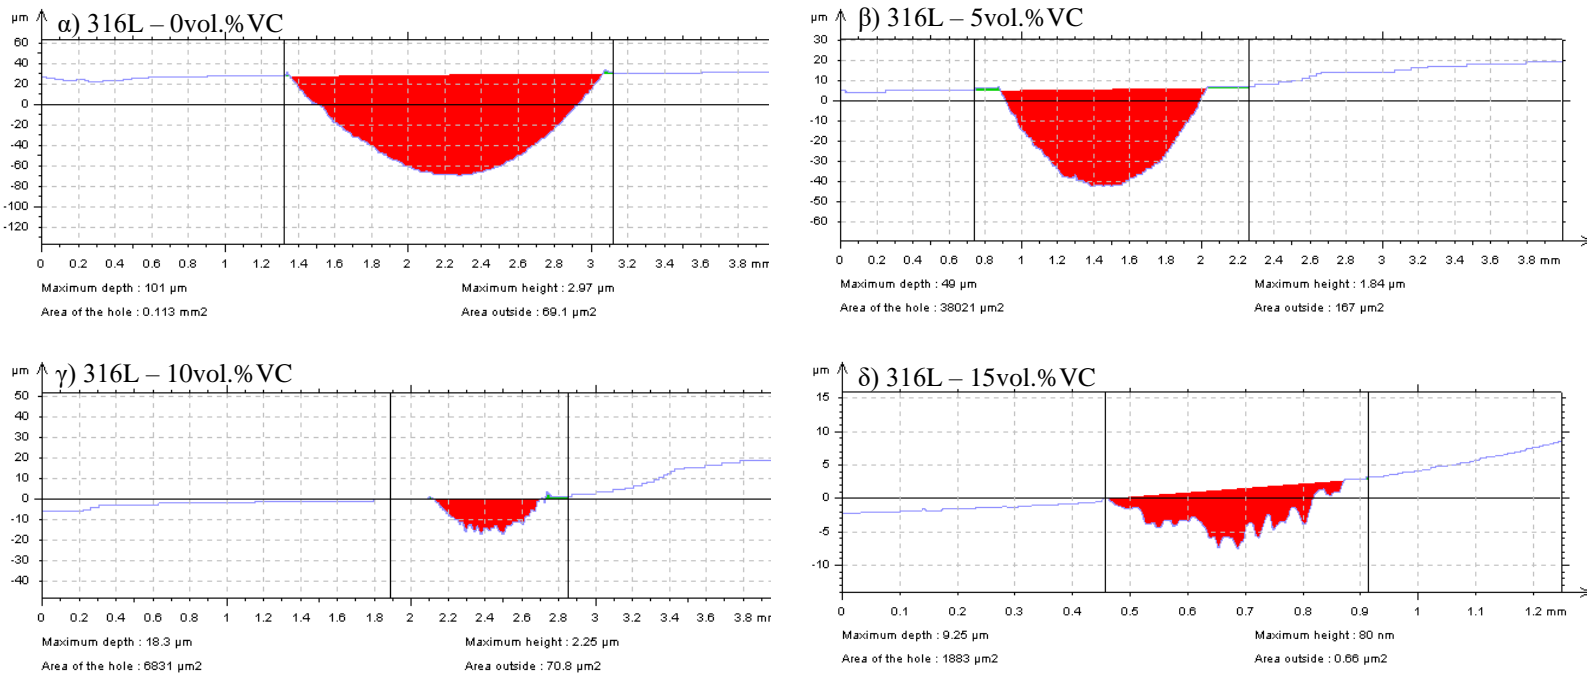 α) 316L – 0vol.%VC
μm
60
40
20
0
-20
-40
-60
-80
-100
-120
0 0.2 0.4 0.6 0.8 1 1.2 1.4 1.6 1.8 2 2.2 2.4 2.6 2.8 3 3.2 3.4 3.6 3.8 mm
Maximum depth : 101 μm
Maximum height : 2.97 μm
Area of the hole : 0.113 mm2
Area outside : 69.1 μm2
β) 316L – 5vol.%VC
μm
30
20
10
0
-10
-20
-30
-40
-50
-60
0 0.2 0.4 0.6 0.8 1 1.2 1.4 1.6 1.8 2 2.2 2.4 2.6 2.8 3 3.2 3.4 3.6 3.8 mm
Maximum depth : 49 μm
Maximum height : 1.84 μm
Area of the hole : 38021 μm2
Area outside : 167 μm2
γ) 316L – 10vol.%VC
μm
50
40
30
20
10
0
-10
-20
-30
-40
0 0.2 0.4 0.6 0.8 1 1.2 1.4 1.6 1.8 2 2.2 2.4 2.6 2.8 3 3.2 3.4 3.6 3.8 mm
Maximum depth : 18.3 μm
Maximum height : 2.25 μm
Area of the hole : 6831 μm2
Area outside : 70.8 μm2
δ) 316L – 15vol.%VC
μm
15
10
5
0
-5
-10
0 0.1 0.2 0.3 0.4 0.5 0.6 0.7 0.8 0.9 1 1.1 1.2 mm
Maximum depth : 9.25 μm
Maximum height : 80 nm
Area of the hole : 1883 μm2
Area outside : 0.66 μm2